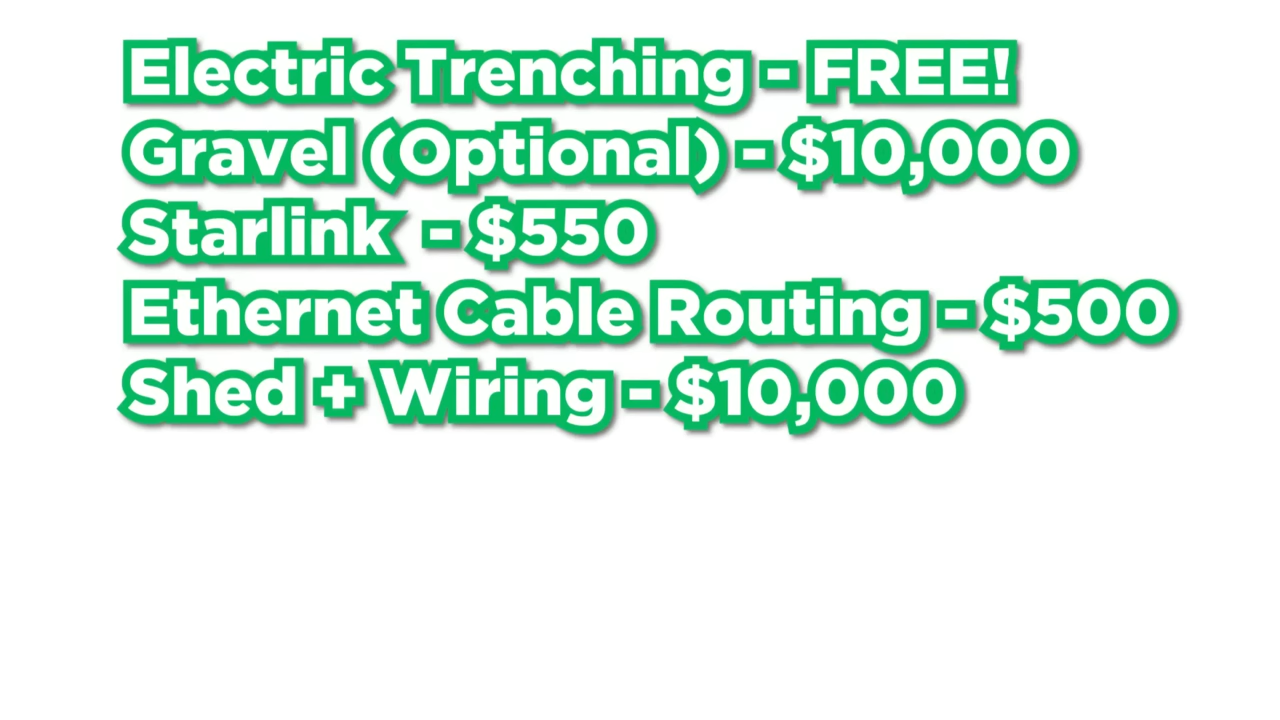 Electric Trenching - FREE!
Gravel (Optional) - $10,000
Starlink - $550
Ethernet Cable Routing - $500
Shed + Wiring - $10,000